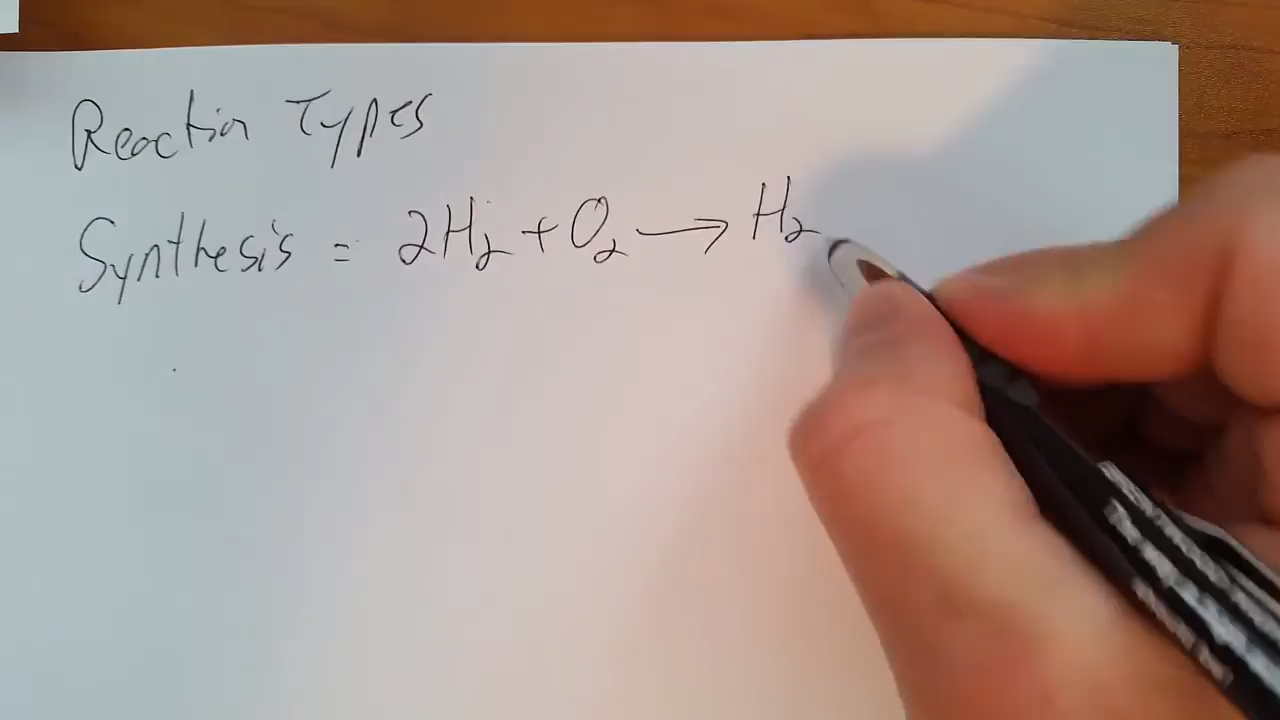 Reaction Types
Synthesis = 2H₂ + O₂ → H₂